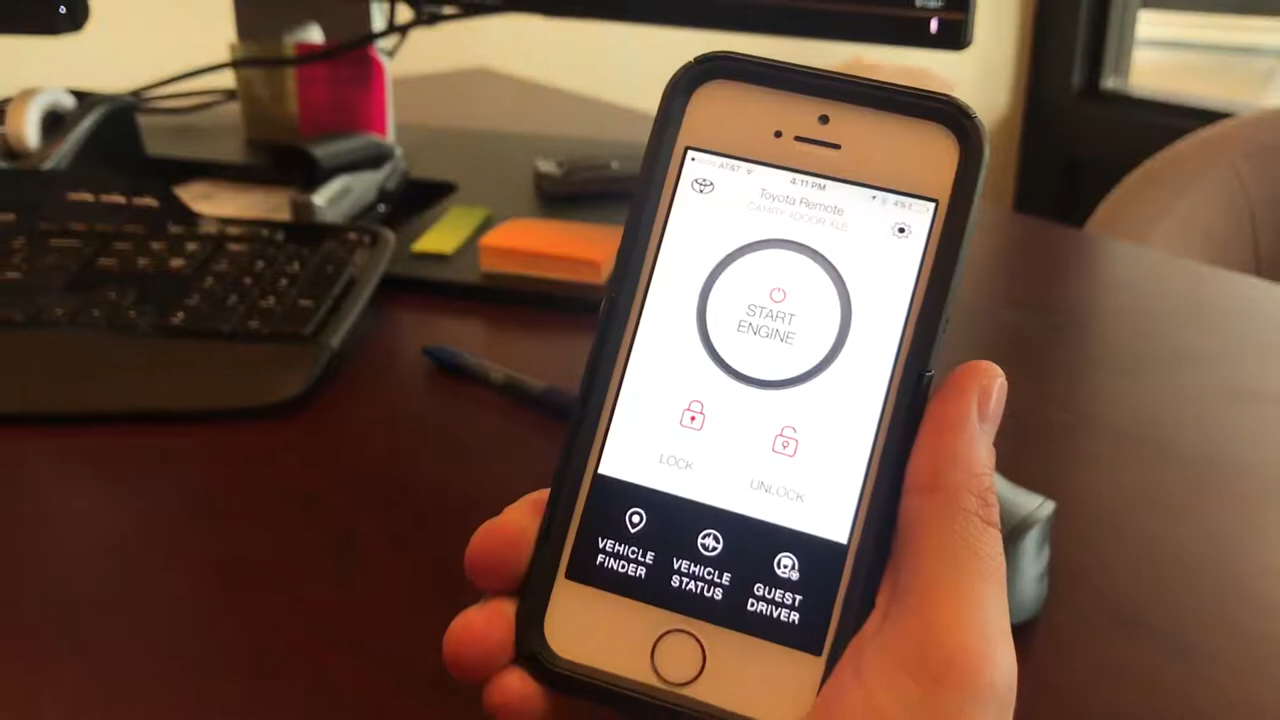 AT&T
4:11 PM
4%
Toyota Remote
CAMRY 4DOOR XLE
START
ENGINE
LOCK
UNLOCK
VEHICLE
FINDER
VEHICLE
STATUS
GUEST
DRIVER